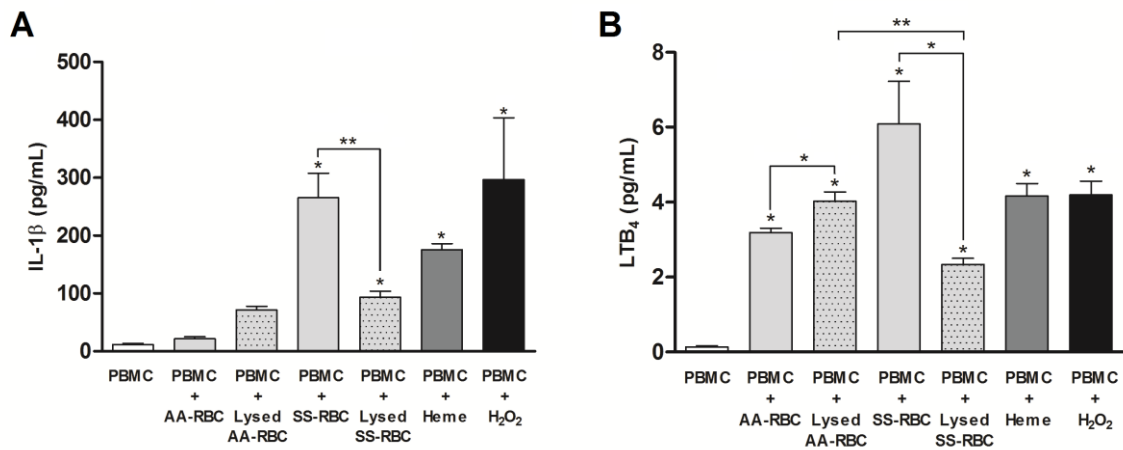 A
IL-1β (pg/mL)
500
400
300
200
100
0
*
**
*
*
*
PBMC PBMC PBMC PBMC PBMC PBMC PBMC
+ + + + + +
AA-RBC Lysed SS-RBC Lysed Heme H₂O₂
AA-RBC SS-RBC
B
LTB₄ (pg/mL)
8
6
4
2
0
**
*
*
*
*
*
*
*
*
PBMC PBMC PBMC PBMC PBMC PBMC PBMC
+ + + + + +
AA-RBC Lysed SS-RBC Lysed Heme H₂O₂
AA-RBC SS-RBC